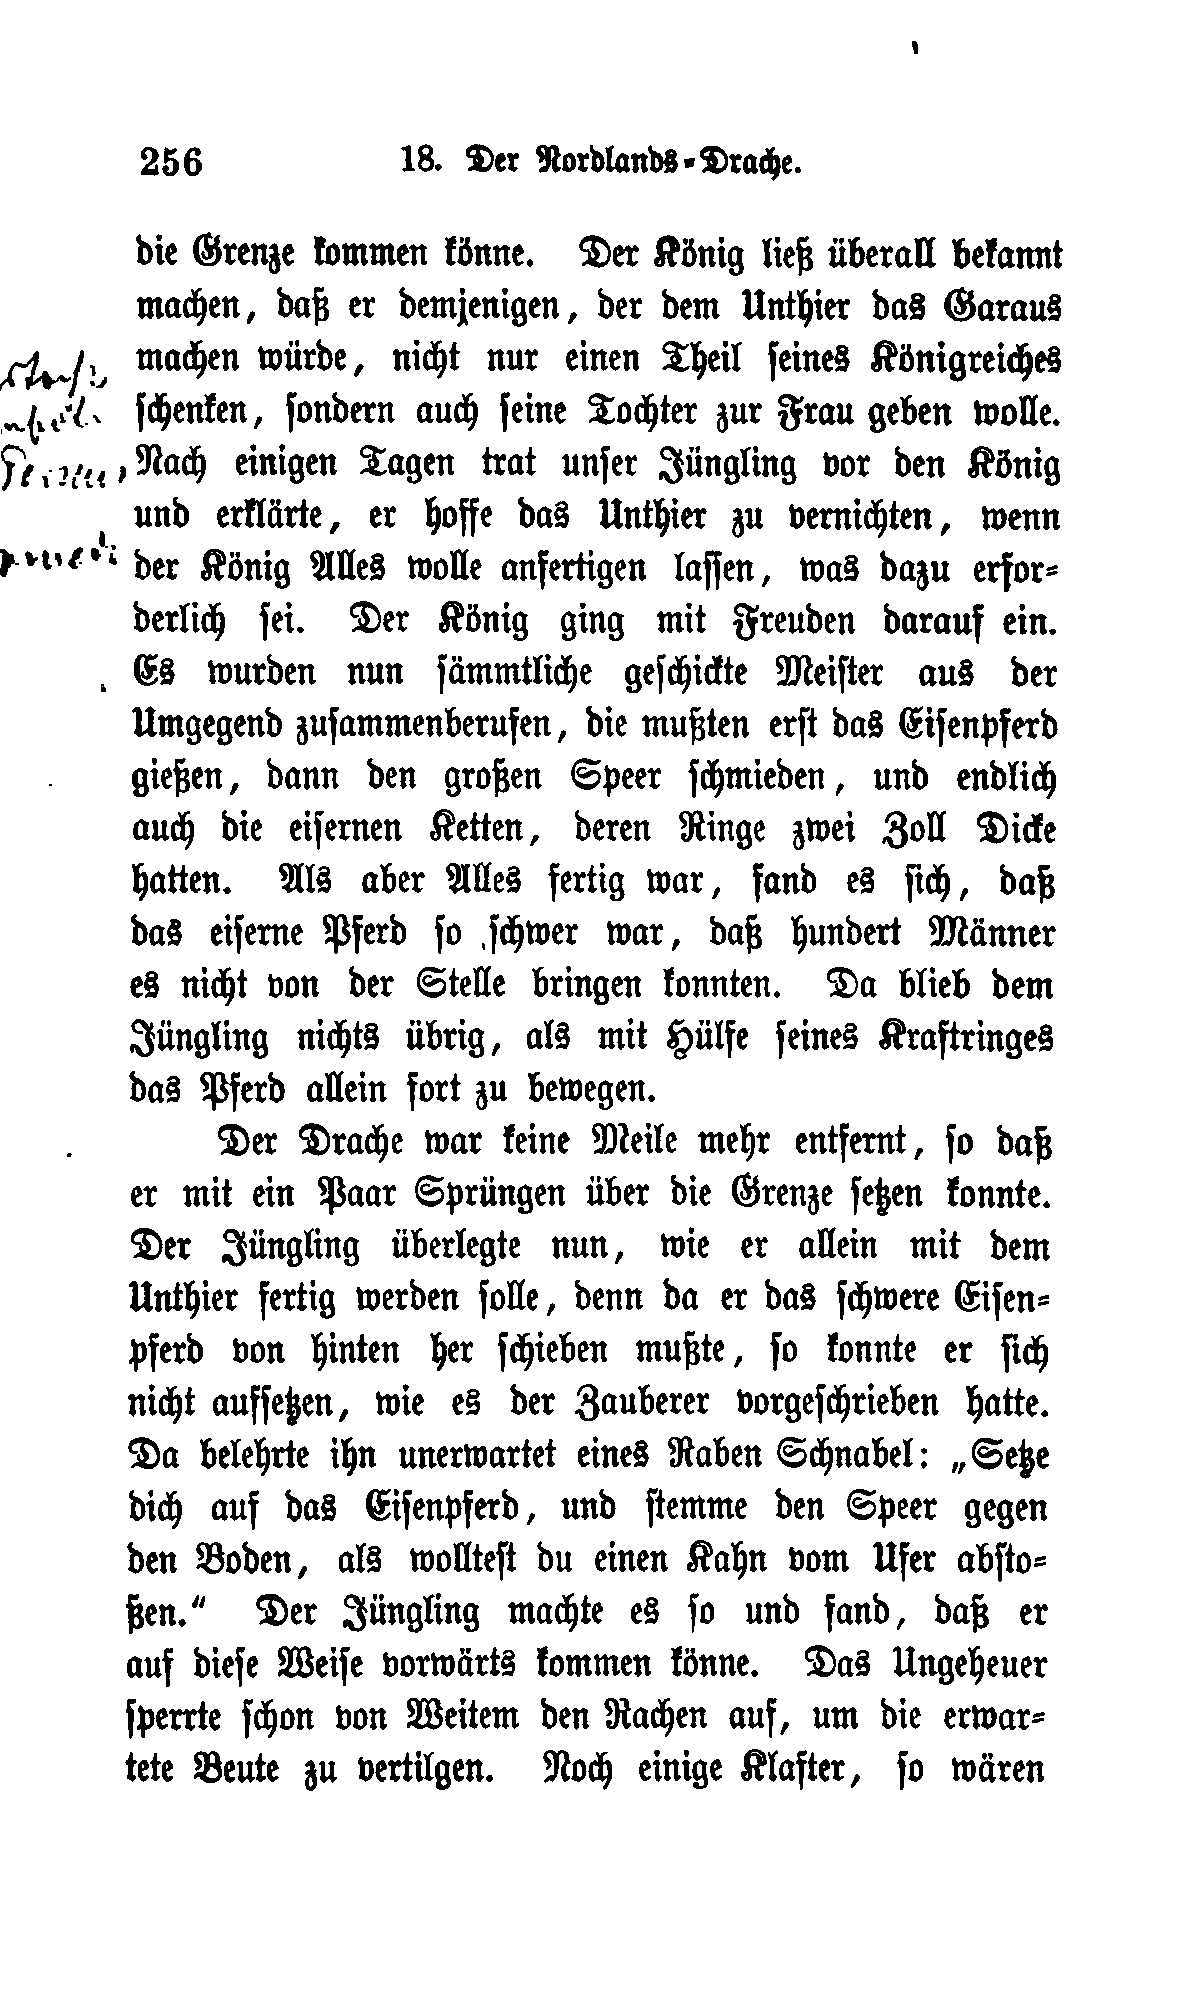 256 18. Der Nordlands-Drache.
die Grenze kommen könne. Der König ließ überall bekannt
machen, daß er demjenigen, der dem Unthier das Garaus
machen würde, nicht nur einen Theil seines Königreiches
schenken, sondern auch seine Tochter zur Frau geben wolle.
Nach einigen Tagen trat unser Jüngling vor den König
und erklärte, er hoffe das Unthier zu vernichten, wenn
der König Alles wolle anfertigen lassen, was dazu erfor-
derlich sei. Der König ging mit Freuden darauf ein.
Es wurden nun sämmtliche geschickte Meister aus der
Umgegend zusammenberufen, die mußten erst das Eisenpferd
gießen, dann den großen Speer schmieden, und endlich
auch die eisernen Ketten, deren Ringe zwei Zoll Dicke
hatten. Als aber Alles fertig war, fand es sich, daß
das eiserne Pferd so schwer war, daß hundert Männer
es nicht von der Stelle bringen konnten. Da blieb dem
Jüngling nichts übrig, als mit Hülfe seines Kraftringes
das Pferd allein fort zu bewegen.
Der Drache war keine Meile mehr entfernt, so daß
er mit ein Paar Sprüngen über die Grenze setzen konnte.
Der Jüngling überlegte nun, wie er allein mit dem
Unthier fertig werden solle, denn da er das schwere Eisen-
pferd von hinten her schieben mußte, so konnte er sich
nicht aufsetzen, wie es der Zauberer vorgeschrieben hatte.
Da belehrte ihn unerwartet eines Raben Schnabel: „Setze
dich auf das Eisenpferd, und stemme den Speer gegen
den Boden, als wolltest du einen Kahn vom Ufer absto-
ßen.“ Der Jüngling machte es so und fand, daß er
auf diese Weise vorwärts kommen könne. Das Ungeheuer
sperrte schon von Weitem den Rachen auf, um die erwar-
tete Beute zu vertilgen. Noch einige Klafter, so wären